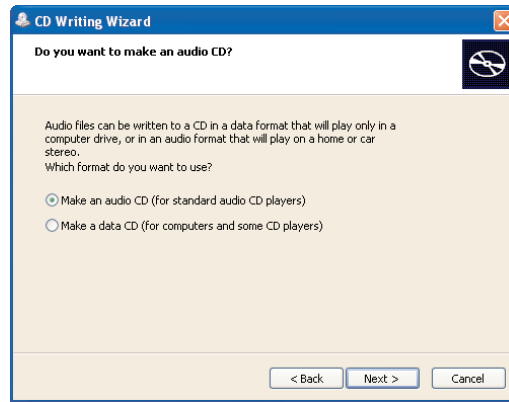 CD Writing Wizard
Do you want to make an audio CD?
Audio files can be written to a CD in a data format that will play only in a
computer drive, or in an audio format that will play on a home or car
stereo.
Which format do you want to use?
Make an audio CD (for standard audio CD players)
Make a data CD (for computers and some CD players)
< Back
Next >
Cancel